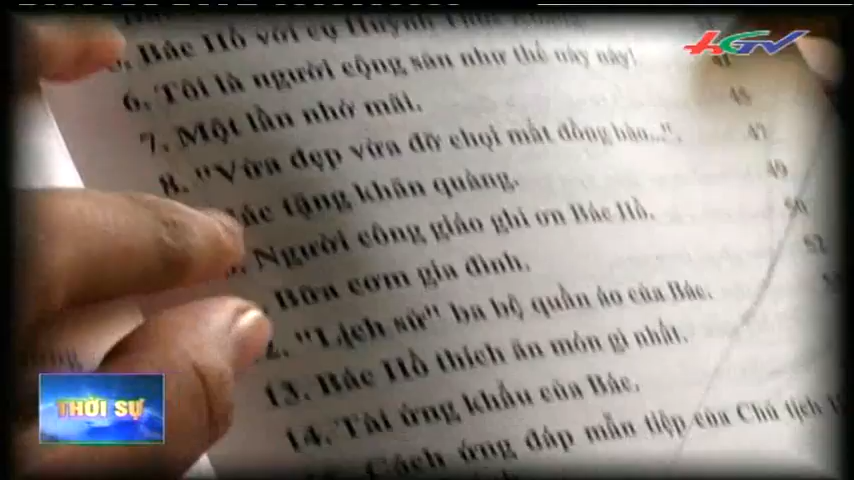 HGV
5. Bác Hồ với cụ Huỳnh Thúc Kháng
6. Tôi là người cộng sản như thế này này!
7. Một lần nhớ mãi. 45
8. "Vừa đẹp vừa đỡ chọi mắt đồng bào...". 47
Bác tặng khăn quàng. 49
Người công giáo ghi ơn Bác Hồ. 50
Bữa cơm gia đình. 52
2. "Lịch sử" ba bộ quần áo của Bác.
13. Bác Hồ thích ăn món gì nhất.
14. Tài ứng khẩu của Bác.
Cách ứng đáp mẫn tiệp của Chủ tịch
THỜI SỰ